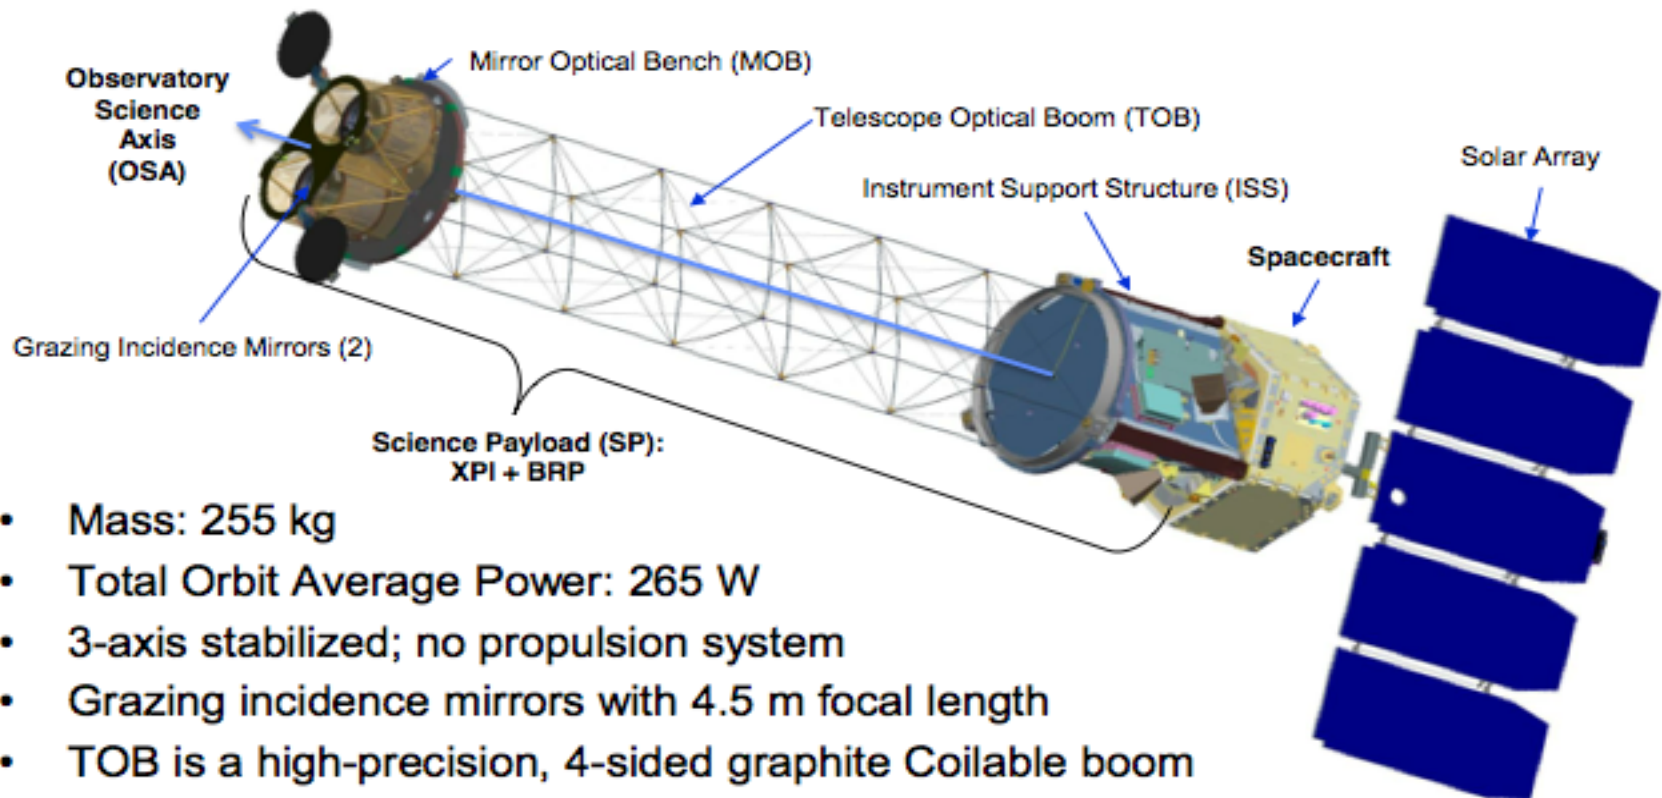 Mirror Optical Bench (MOB)
Observatory
Science
Axis
(OSA)
Telescope Optical Boom (TOB)
Solar Array
Instrument Support Structure (ISS)
Spacecraft
Grazing Incidence Mirrors (2)
Science Payload (SP):
XPI + BRP
• Mass: 255 kg
• Total Orbit Average Power: 265 W
• 3-axis stabilized; no propulsion system
• Grazing incidence mirrors with 4.5 m focal length
• TOB is a high-precision, 4-sided graphite Coilable boom